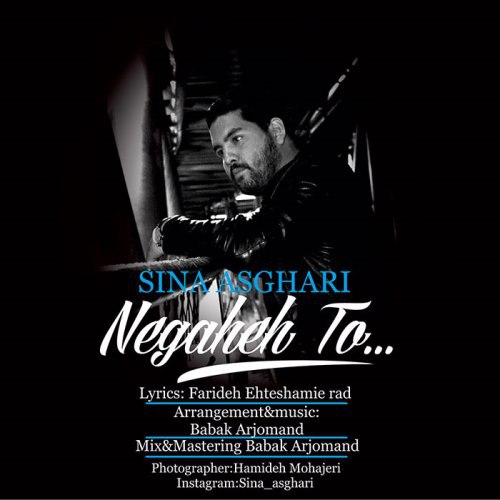 SINA ASGHARI
Negaheh To...
Lyrics: Farideh Ehteshamie rad
Arrangement&music:
Babak Arjomand
Mix&Mastering Babak Arjomand
Photographer:Hamideh Mohajeri
Instagram:Sina_asghari